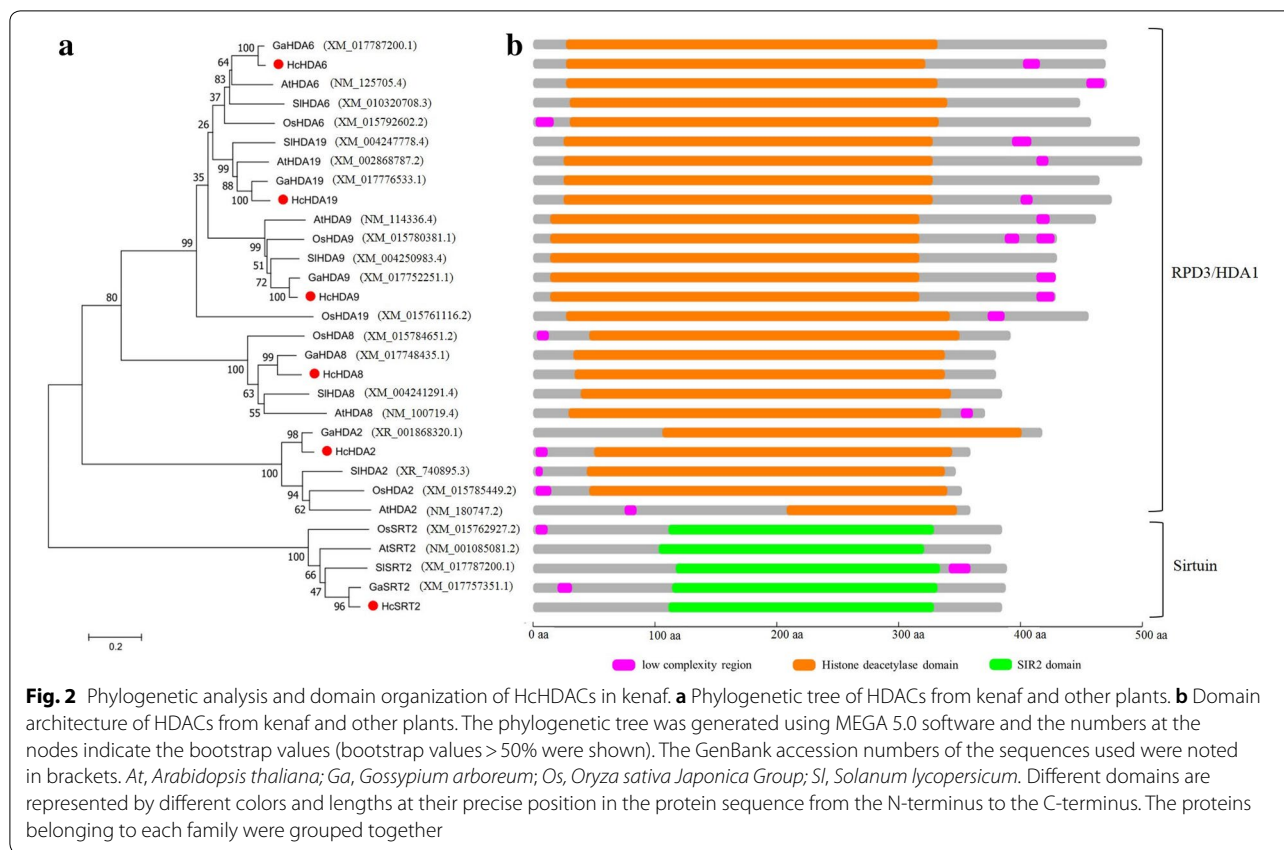 a
b
GaHDA6 (XM_017787200.1)
HcHDA6
AtHDA6 (NM_125705.4)
SlHDA6 (XM_010320708.3)
OsHDA6 (XM_015792602.2)
SlHDA19 (XM_004247778.4)
AtHDA19 (XM_002868787.2)
GaHDA19 (XM_017776533.1)
HcHDA19
AtHDA9 (NM_114336.4)
OsHDA9 (XM_015780381.1)
SlHDA9 (XM_004250983.4)
GaHDA9 (XM_017752251.1)
HcHDA9
OsHDA19 (XM_015761116.2)
OsHDA8 (XM_015784651.2)
GaHDA8 (XM_017748435.1)
HcHDA8
SlHDA8 (XM_004241291.4)
AtHDA8 (NM_100719.4)
GaHDA2 (XR_001868320.1)
HcHDA2
SlHDA2 (XR_740895.3)
OsHDA2 (XM_015785449.2)
AtHDA2 (NM_180747.2)
OsSRT2 (XM_015762927.2)
AtSRT2 (NM_001085081.2)
SlSRT2 (XM_017787200.1)
GaSRT2 (XM_017757351.1)
HcSRT2
100
64
83
37
26
99
88
100
35
99
51
72
100
99
80
99
100
63
55
98
100
94
62
100
66
47
96
0.2
RPD3/HDA1
Sirtuin
0 aa 100 aa 200 aa 300 aa 400 aa 500 aa
low complexity region Histone deacetylase domain SIR2 domain
Fig. 2 Phylogenetic analysis and domain organization of HcHDACs in kenaf. a Phylogenetic tree of HDACs from kenaf and other plants. b Domain
architecture of HDACs from kenaf and other plants. The phylogenetic tree was generated using MEGA 5.0 software and the numbers at the
nodes indicate the bootstrap values (bootstrap values > 50% were shown). The GenBank accession numbers of the sequences used were noted
in brackets. At, Arabidopsis thaliana; Ga, Gossypium arboreum; Os, Oryza sativa Japonica Group; Sl, Solanum lycopersicum. Different domains are
represented by different colors and lengths at their precise position in the protein sequence from the N-terminus to the C-terminus. The proteins
belonging to each family were grouped together